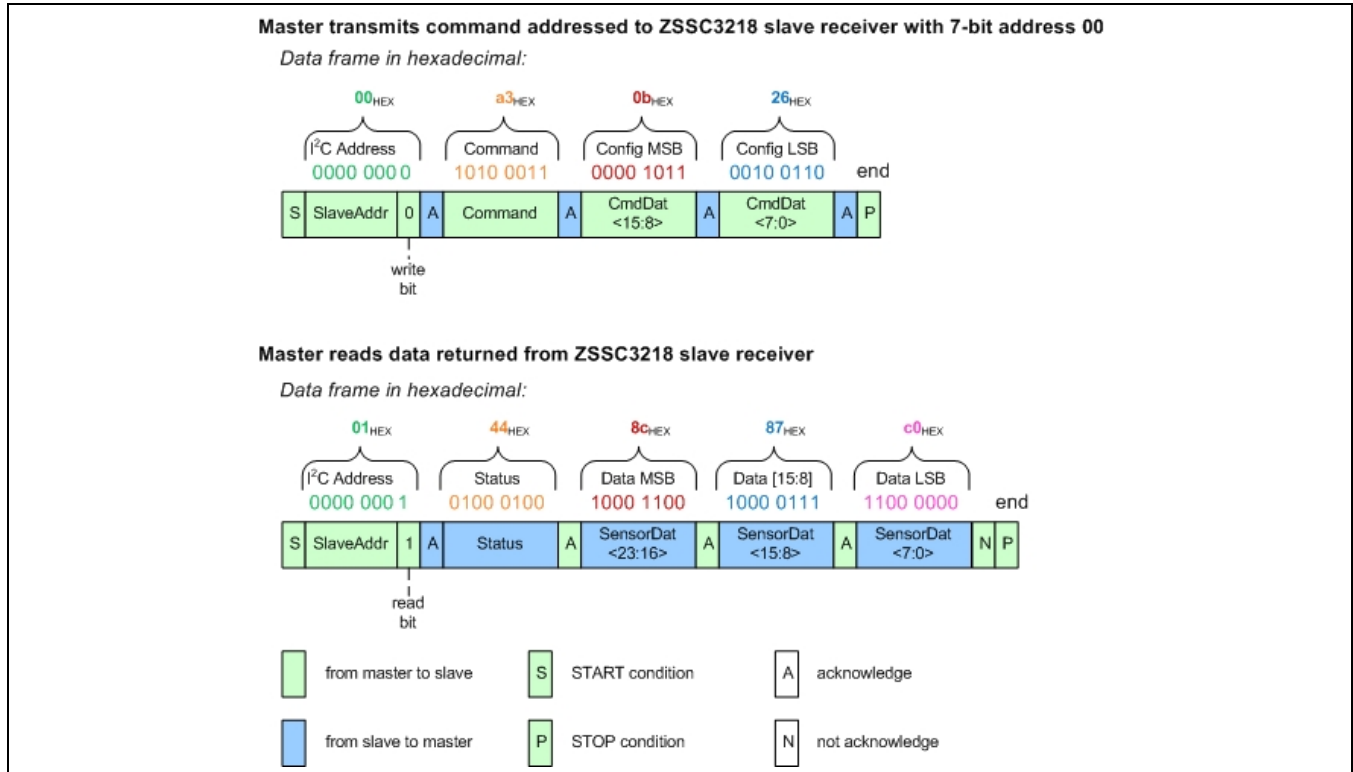 Master transmits command addressed to ZSSC3218 slave receiver with 7-bit address 00
Data frame in hexadecimal:
00HEX a3HEX 0bHEX 26HEX
I2C Address Command Config MSB Config LSB
0000 000 0 1010 0011 0000 1011 0010 0110 end
S SlaveAddr 0 A Command A CmdDat A CmdDat A P
<15:8> <7:0>
write
bit
Master reads data returned from ZSSC3218 slave receiver
Data frame in hexadecimal:
01HEX 44HEX 8cHEX 87HEX c0HEX
I2C Address Status Data MSB Data [15:8] Data LSB
0000 000 1 0100 0100 1000 1100 1000 0111 1100 0000 end
S SlaveAddr 1 A Status A SensorDat A SensorDat A SensorDat N P
<23:16> <15:8> <7:0>
read
bit
from master to slave S START condition A acknowledge
from slave to master P STOP condition N not acknowledge